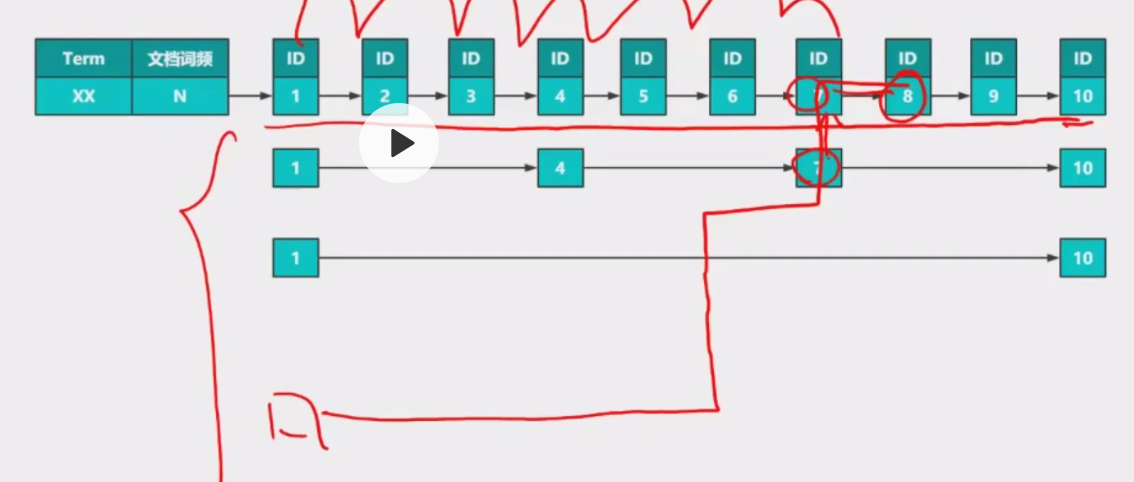 Term 文档词频 ID ID ID ID ID ID ID ID ID ID
XX N 1 2 3 4 5 6 7 8 9 10
1 4 7 10
1 10